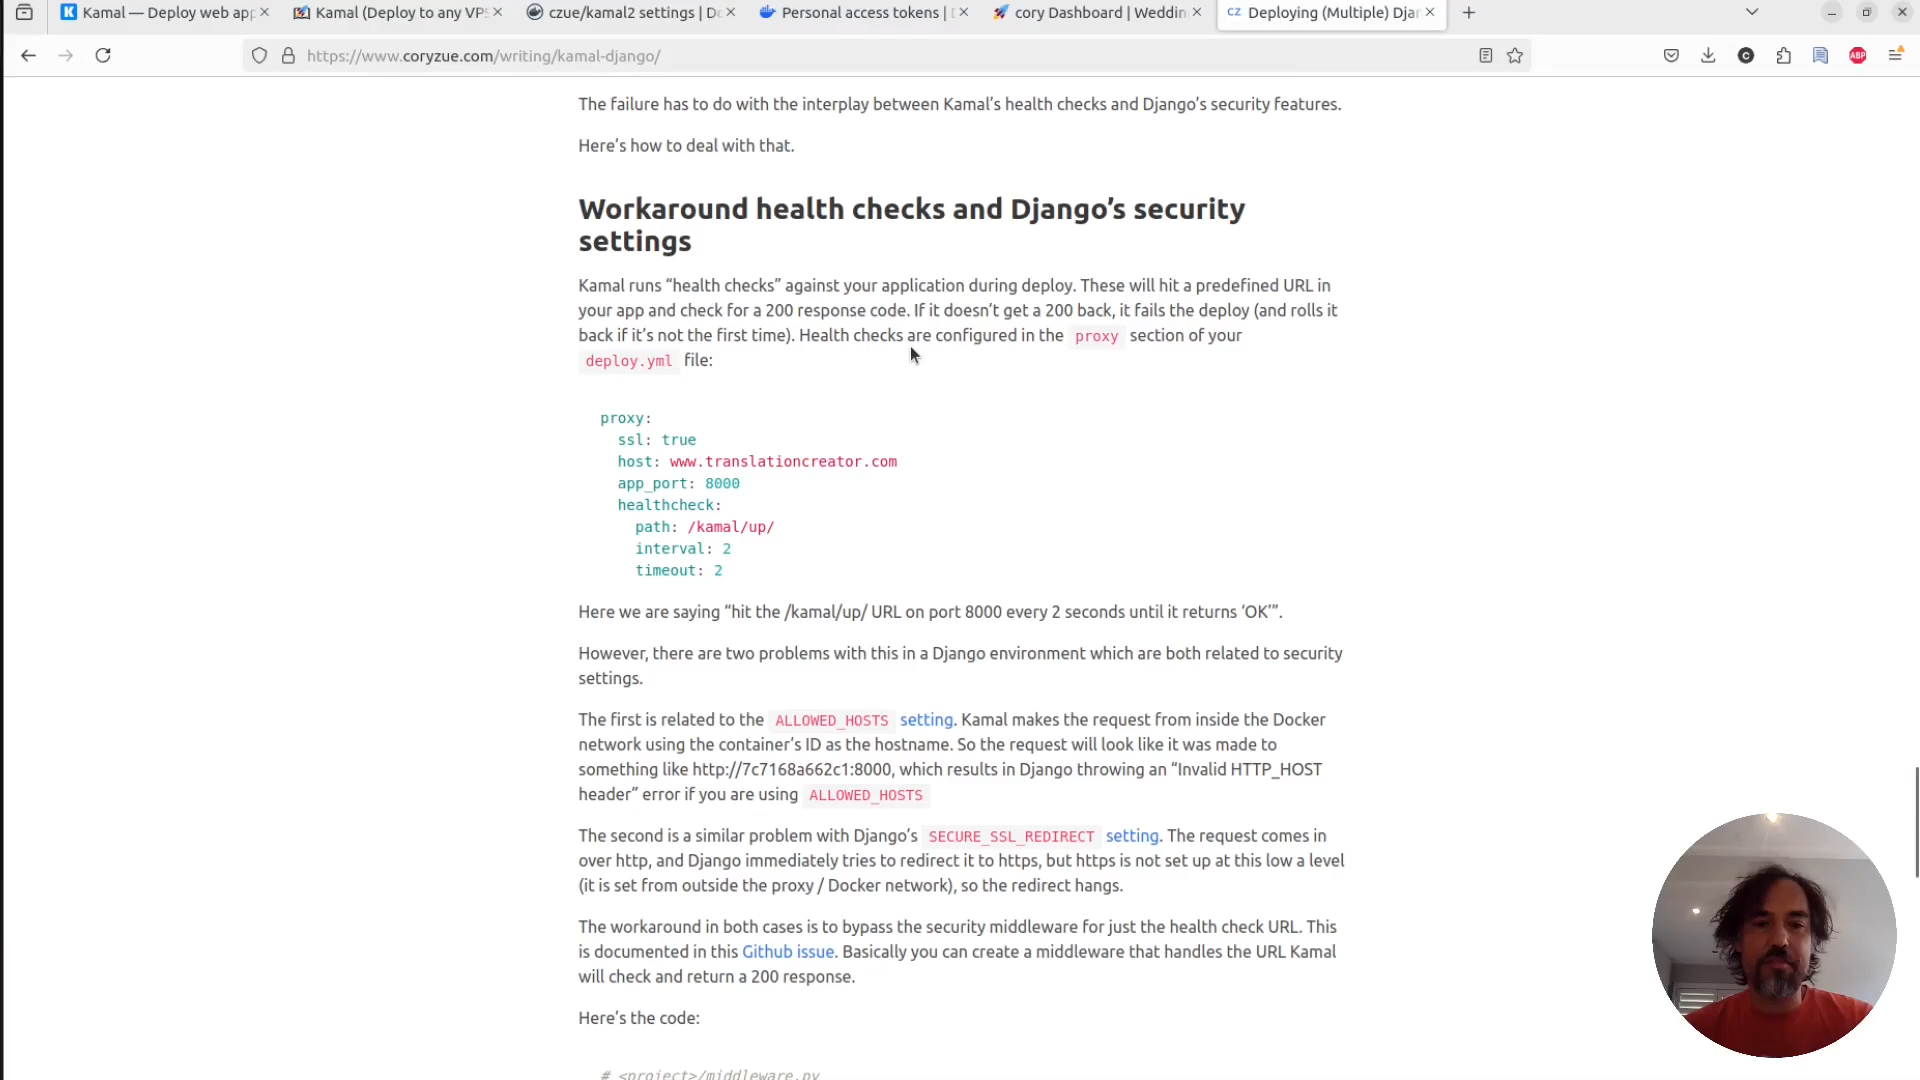 Kamal — Deploy web app
Kamal (Deploy to any VPS
czue/kamal2 settings | Do
Personal access tokens | D
cory Dashboard | Weddin
CZ Deploying (Multiple) Djan
https://www.coryzue.com/writing/kamal-django/
ABP
The failure has to do with the interplay between Kamal’s health checks and Django’s security features.
Here’s how to deal with that.
Workaround health checks and Django’s security
settings
Kamal runs “health checks” against your application during deploy. These will hit a predefined URL in
your app and check for a 200 response code. If it doesn’t get a 200 back, it fails the deploy (and rolls it
back if it’s not the first time). Health checks are configured in the proxy section of your
deploy.yml file:
proxy:
ssl: true
host: www.translationcreator.com
app_port: 8000
healthcheck:
path: /kamal/up/
interval: 2
timeout: 2
Here we are saying “hit the /kamal/up/ URL on port 8000 every 2 seconds until it returns ‘OK’”.
However, there are two problems with this in a Django environment which are both related to security
settings.
The first is related to the ALLOWED_HOSTS setting. Kamal makes the request from inside the Docker
network using the container’s ID as the hostname. So the request will look like it was made to
something like http://7c7168a662c1:8000, which results in Django throwing an “Invalid HTTP_HOST
header” error if you are using ALLOWED_HOSTS
The second is a similar problem with Django’s SECURE_SSL_REDIRECT setting. The request comes in
over http, and Django immediately tries to redirect it to https, but https is not set up at this low a level
(it is set from outside the proxy / Docker network), so the redirect hangs.
The workaround in both cases is to bypass the security middleware for just the health check URL. This
is documented in this Github issue. Basically you can create a middleware that handles the URL Kamal
will check and return a 200 response.
Here’s the code:
# <project>/middleware.py